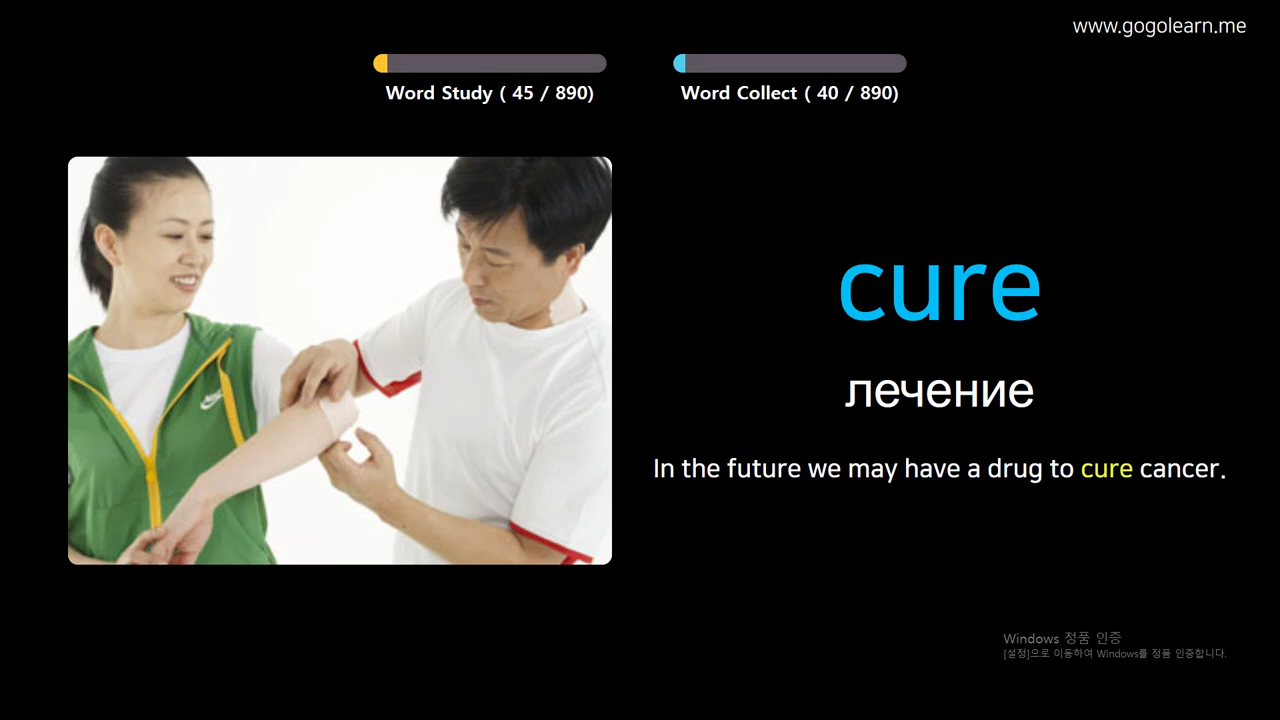 www.gogolearn.me
Word Study ( 45 / 890)
Word Collect ( 40 / 890)
cure
лечение
In the future we may have a drug to cure cancer.
Windows 정품 인증
[설정]으로 이동하여 Windows를 정품 인증합니다.